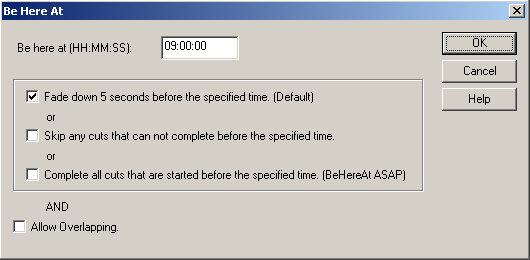 Be Here At
Be here at (HH:MM:SS): 09:00:00 OK
Cancel
Help
Fade down 5 seconds before the specified time. (Default)
or
Skip any cuts that can not complete before the specified time.
or
Complete all cuts that are started before the specified time. (BeHereAt ASAP)
AND
Allow Overlapping.